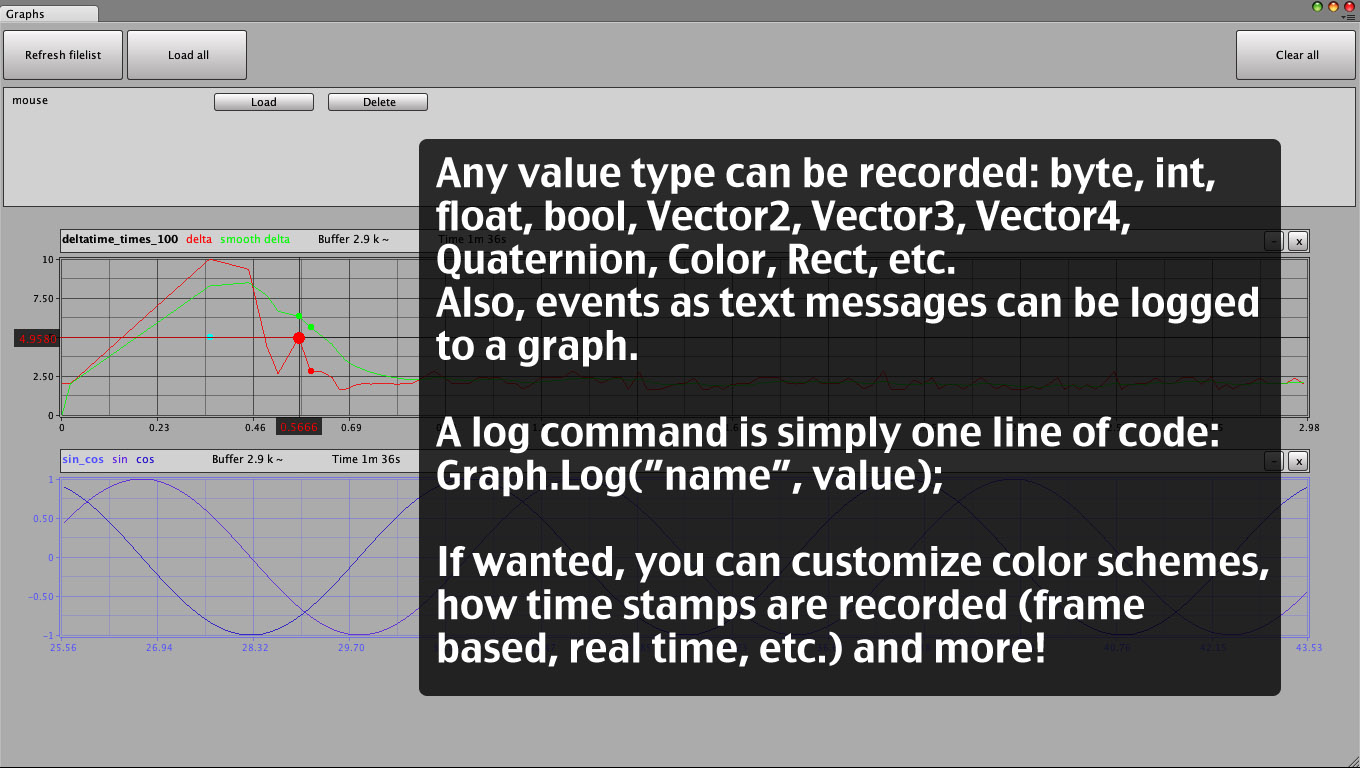 Graphs
Refresh filelist
Load all
Clear all
mouse
Load
Delete
Any value type can be recorded: byte, int,
float, bool, Vector2, Vector3, Vector4,
Quaternion, Color, Rect, etc.
Also, events as text messages can be logged
to a graph.
A log command is simply one line of code:
Graph.Log(”name”, value);
If wanted, you can customize color schemes,
how time stamps are recorded (frame
based, real time, etc.) and more!
deltatime_times_100 delta smooth delta Buffer 2.9 k ~ Time 1m 36s - x
10
7.50
4.9580
2.50
0
0 0.23 0.46 0.5666 0.69 2.98
sin_cos sin cos Buffer 2.9 k ~ Time 1m 36s - x
1
0.50
0
-0.50
-1
25.56 26.94 28.32 29.70 40.76 42.15 43.53